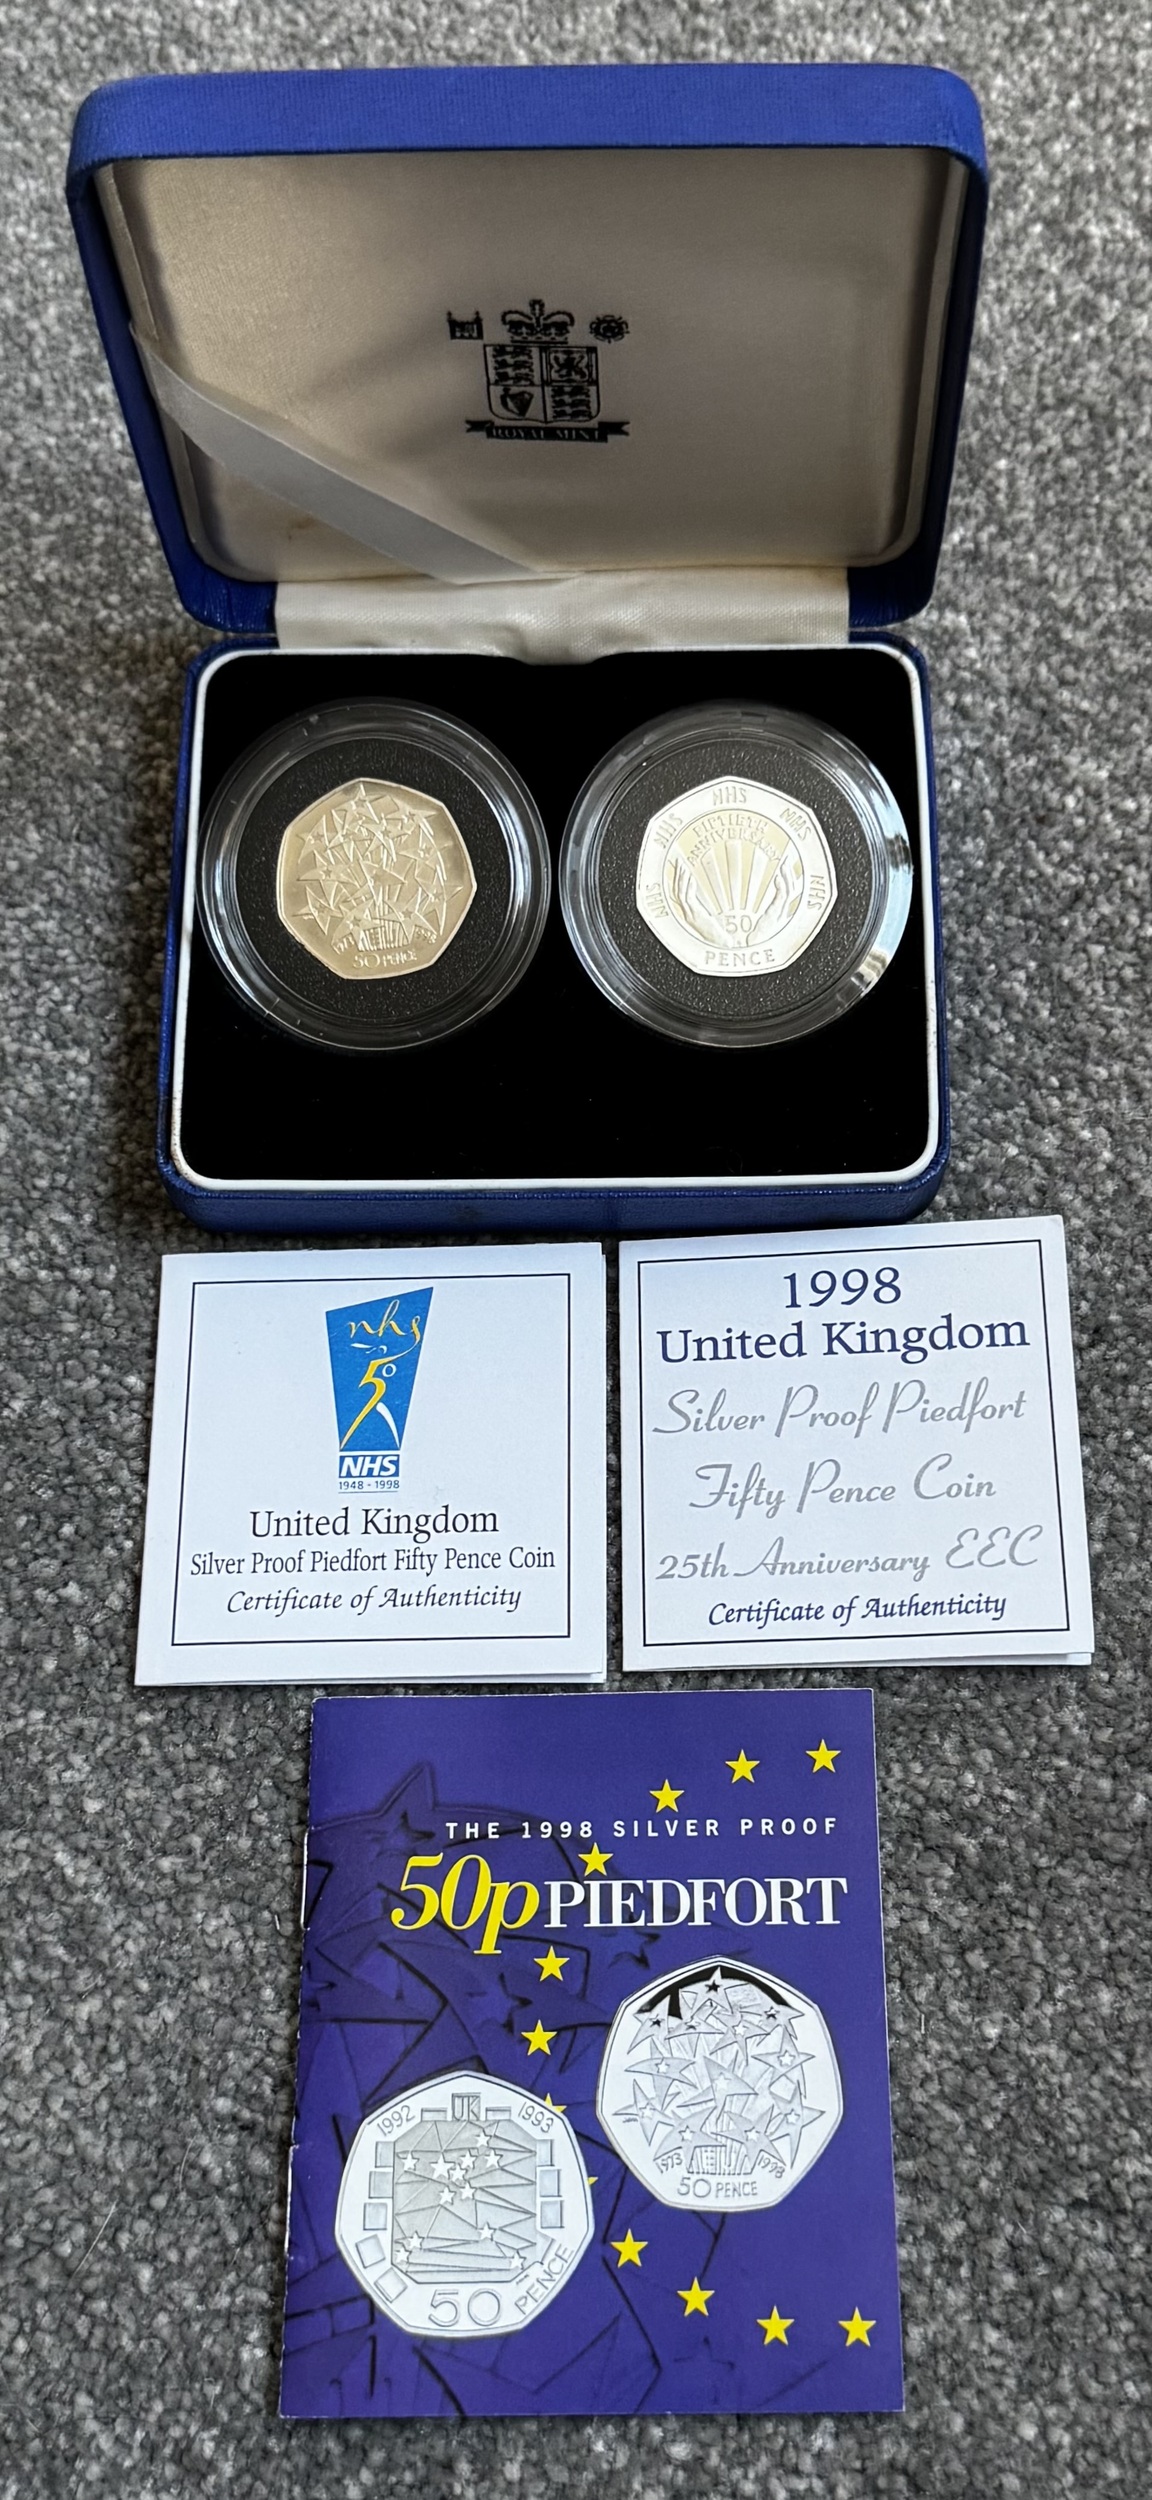 ROYAL MINT
1973 1998
50 PENCE
NHS NHS NHS NHS NHS
FIFTIETH
ANNIVERSARY
50
PENCE
nhs
50
NHS
1948 - 1998
United Kingdom
Silver Proof Piedfort Fifty Pence Coin
Certificate of Authenticity
1998
United Kingdom
Silver Proof Piedfort
Fifty Pence Coin
25th Anniversary EEC
Certificate of Authenticity
THE 1998 SILVER PROOF
50p PIEDFORT
1973 1998
50 PENCE
1992 UK 1993
50 PENCE